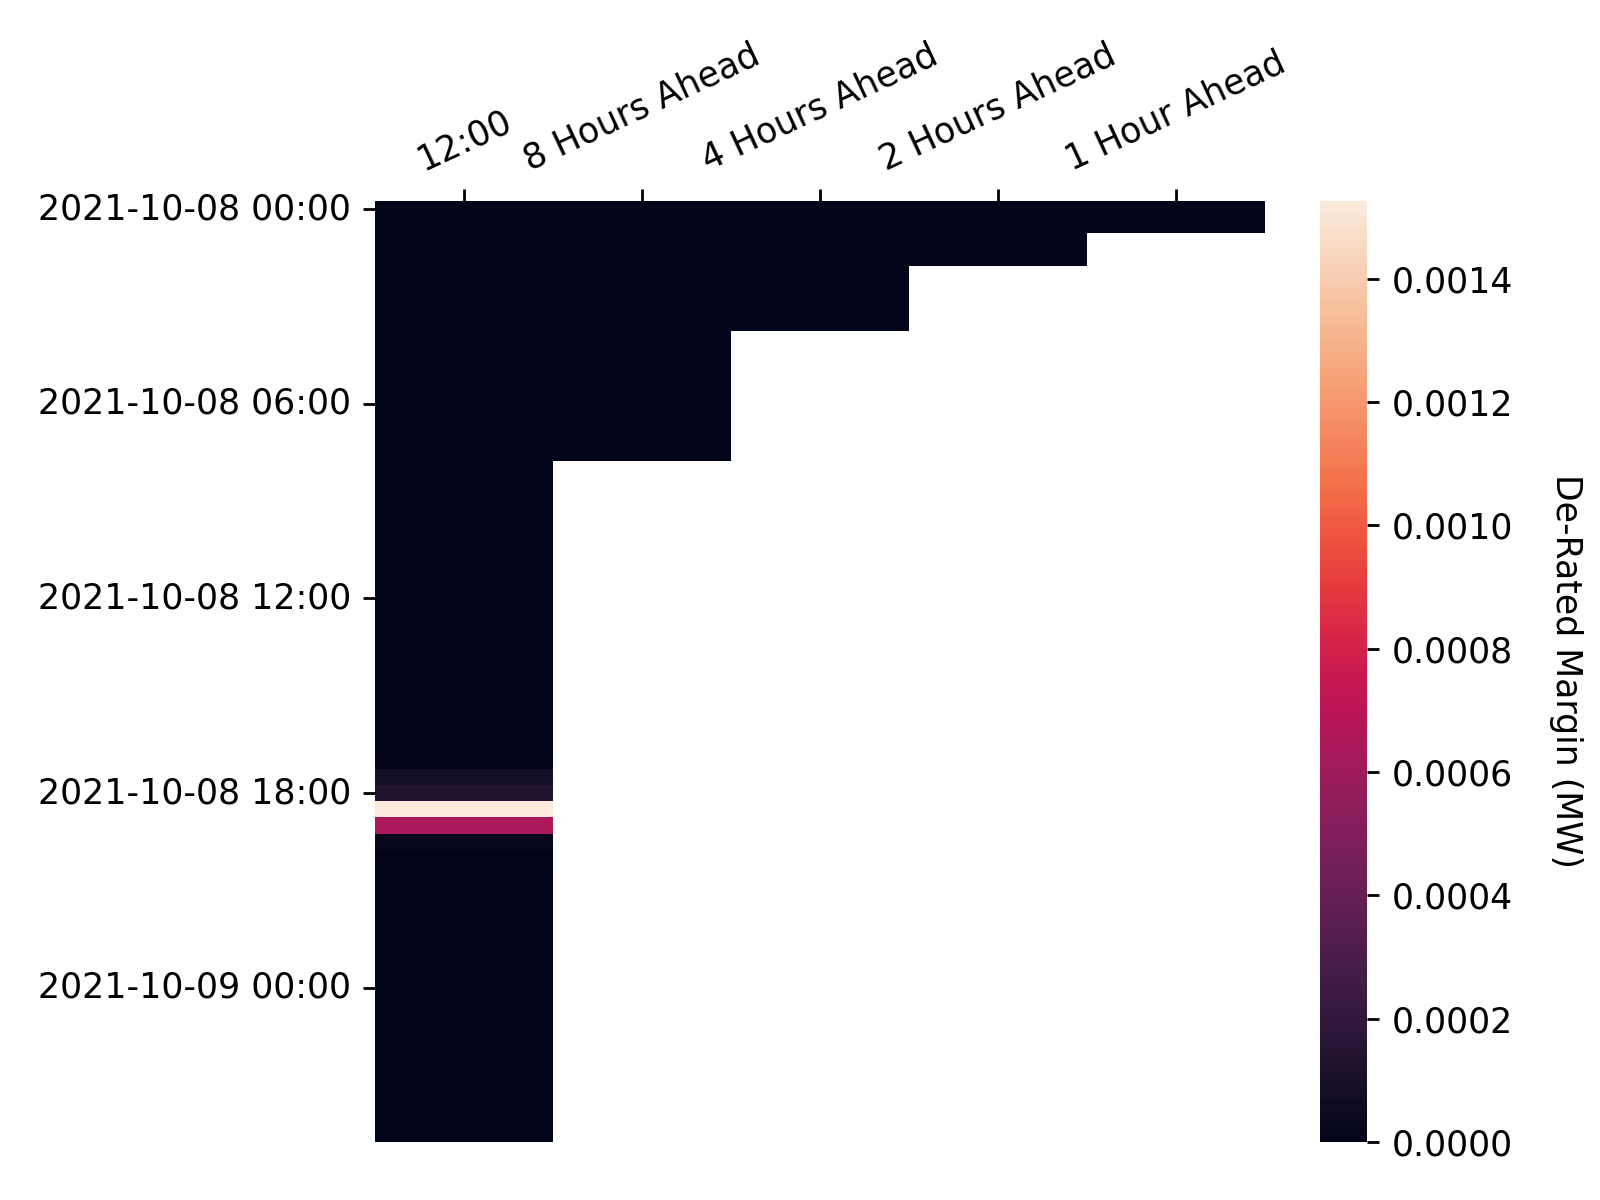 12:00
8 Hours Ahead
4 Hours Ahead
2 Hours Ahead
1 Hour Ahead
2021-10-08 00:00
2021-10-08 06:00
2021-10-08 12:00
2021-10-08 18:00
2021-10-09 00:00
0.0014
0.0012
0.0010
0.0008
0.0006
0.0004
0.0002
0.0000
De-Rated Margin (MW)